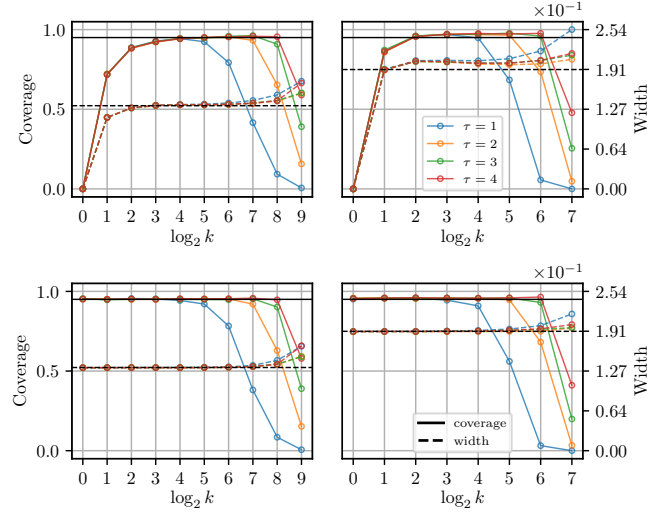 ×10⁻¹
1.0
0.5
0.0
Coverage
0 1 2 3 4 5 6 7 8 9
log₂ k
τ = 1
τ = 2
τ = 3
τ = 4
0 1 2 3 4 5 6 7
log₂ k
2.54
1.91
1.27
0.64
0.00
Width
×10⁻¹
1.0
0.5
0.0
Coverage
0 1 2 3 4 5 6 7 8 9
log₂ k
coverage
width
0 1 2 3 4 5 6 7
log₂ k
2.54
1.91
1.27
0.64
0.00
Width